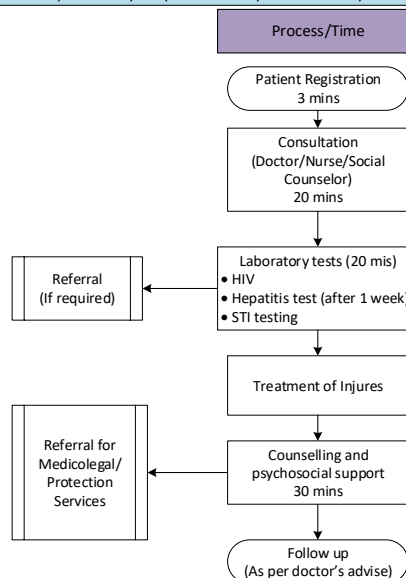 Process/Time
Patient Registration
3 mins
Consultation
(Doctor/Nurse/Social
Counselor)
20 mins
Laboratory tests (20 mis)
• HIV
• Hepatitis test (after 1 week)
• STI testing
Referral
(If required)
Treatment of Injures
Referral for
Medicolegal/
Protection
Services
Counselling and
psychosocial support
30 mins
Follow up
(As per doctor's advise)